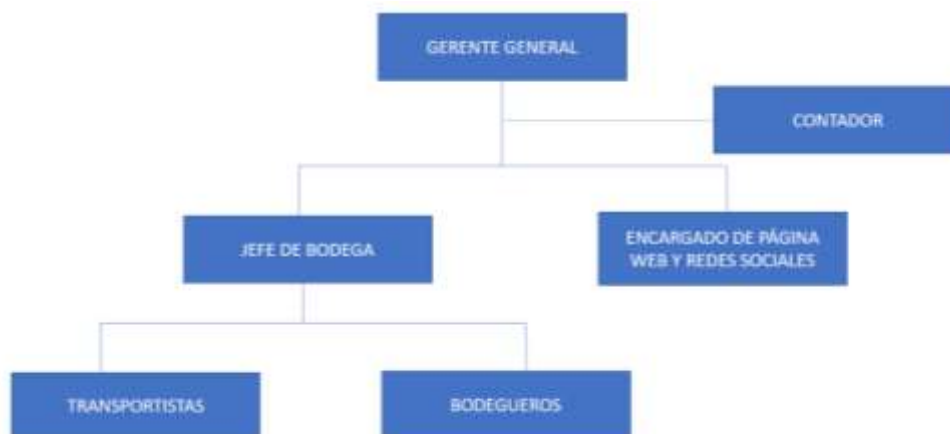 GERENTE GENERAL
CONTADOR
JEFE DE BODEGA
ENCARGADO DE PÁGINA
WEB Y REDES SOCIALES
TRANSPORTISTAS
BODEGUEROS